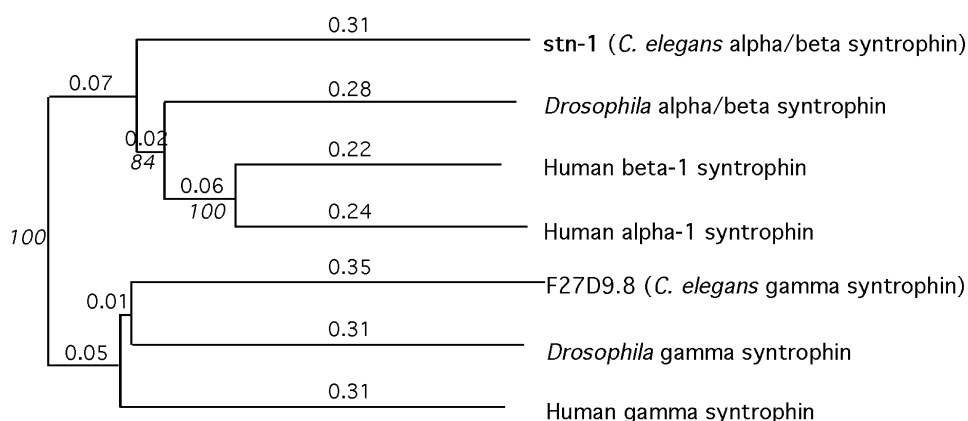 0.31
stn-1 (C. elegans alpha/beta syntrophin)
0.07
0.28
Drosophila alpha/beta syntrophin
0.02
84
0.22
Human beta-1 syntrophin
0.06
100
0.24
Human alpha-1 syntrophin
100
0.35
F27D9.8 (C. elegans gamma syntrophin)
0.01
0.31
Drosophila gamma syntrophin
0.05
0.31
Human gamma syntrophin